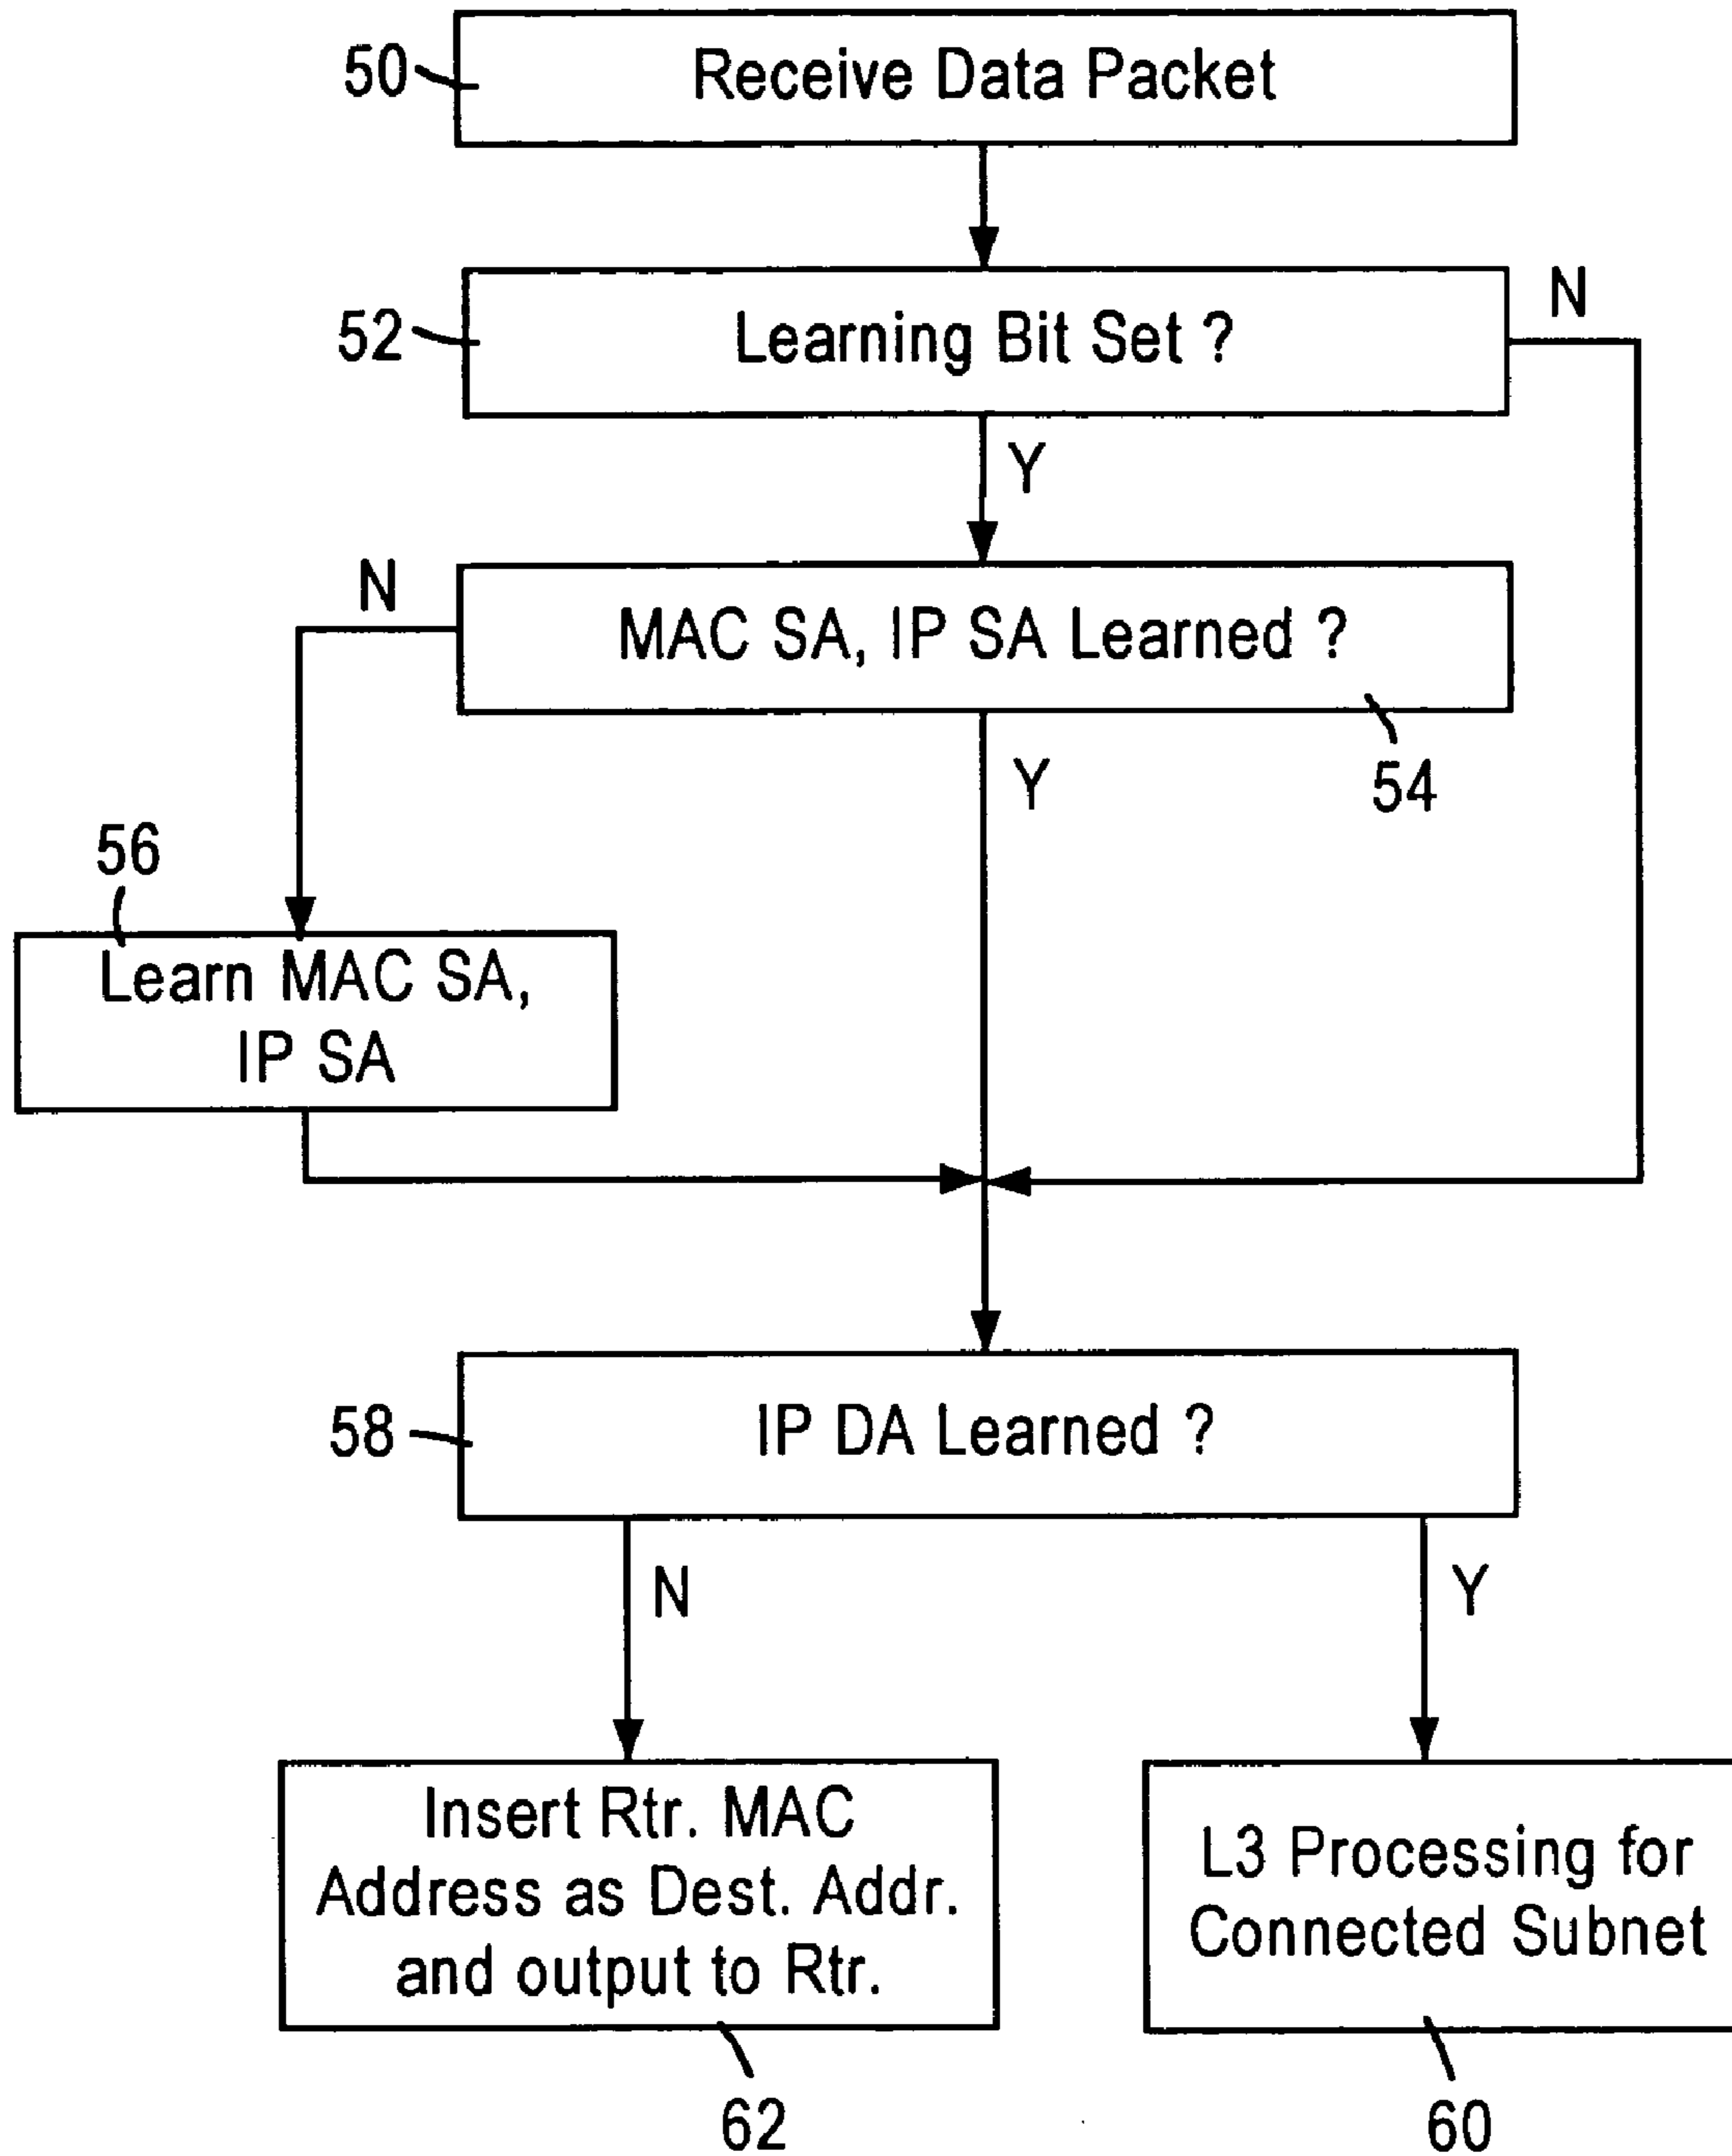 50
Receive Data Packet
52
Learning Bit Set ?
N
Y
N
MAC SA, IP SA Learned ?
Y
54
56
Learn MAC SA,
IP SA
58
IP DA Learned ?
N
Y
Insert Rtr. MAC
Address as Dest. Addr.
and output to Rtr.
L3 Processing for
Connected Subnet
62
60